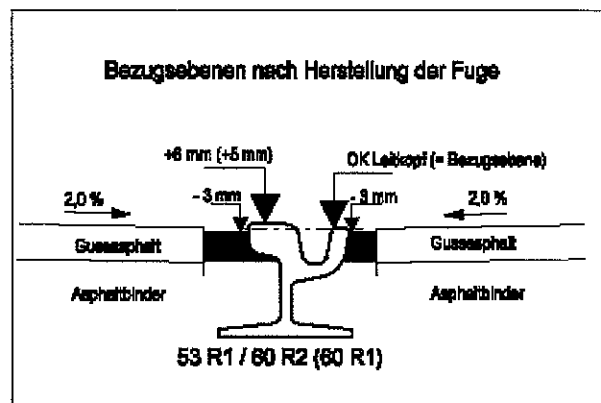 Bezugsebenen nach Herstellung der Fuge
+6 mm (+5 mm)
OK Leitkopf (= Bezugsebene)
2,0 %
- 3 mm
- 3 mm
2,0 %
Gussasphalt
Gussasphalt
Asphaltbinder
Asphaltbinder
53 R1 / 60 R2 (60 R1)